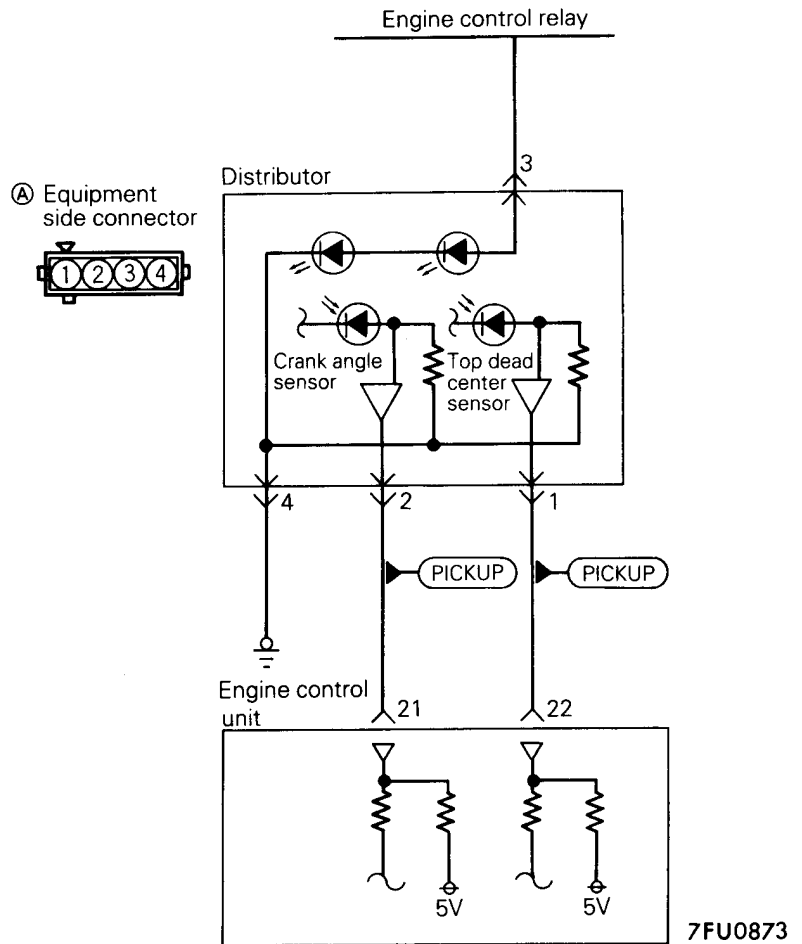 Engine control relay
3
Distributor
Ⓐ Equipment
side connector
1 2 3 4
Crank angle
sensor
Top dead
center
sensor
4
2
1
PICKUP
PICKUP
Engine control
unit
21
22
5V
5V
7FU0873